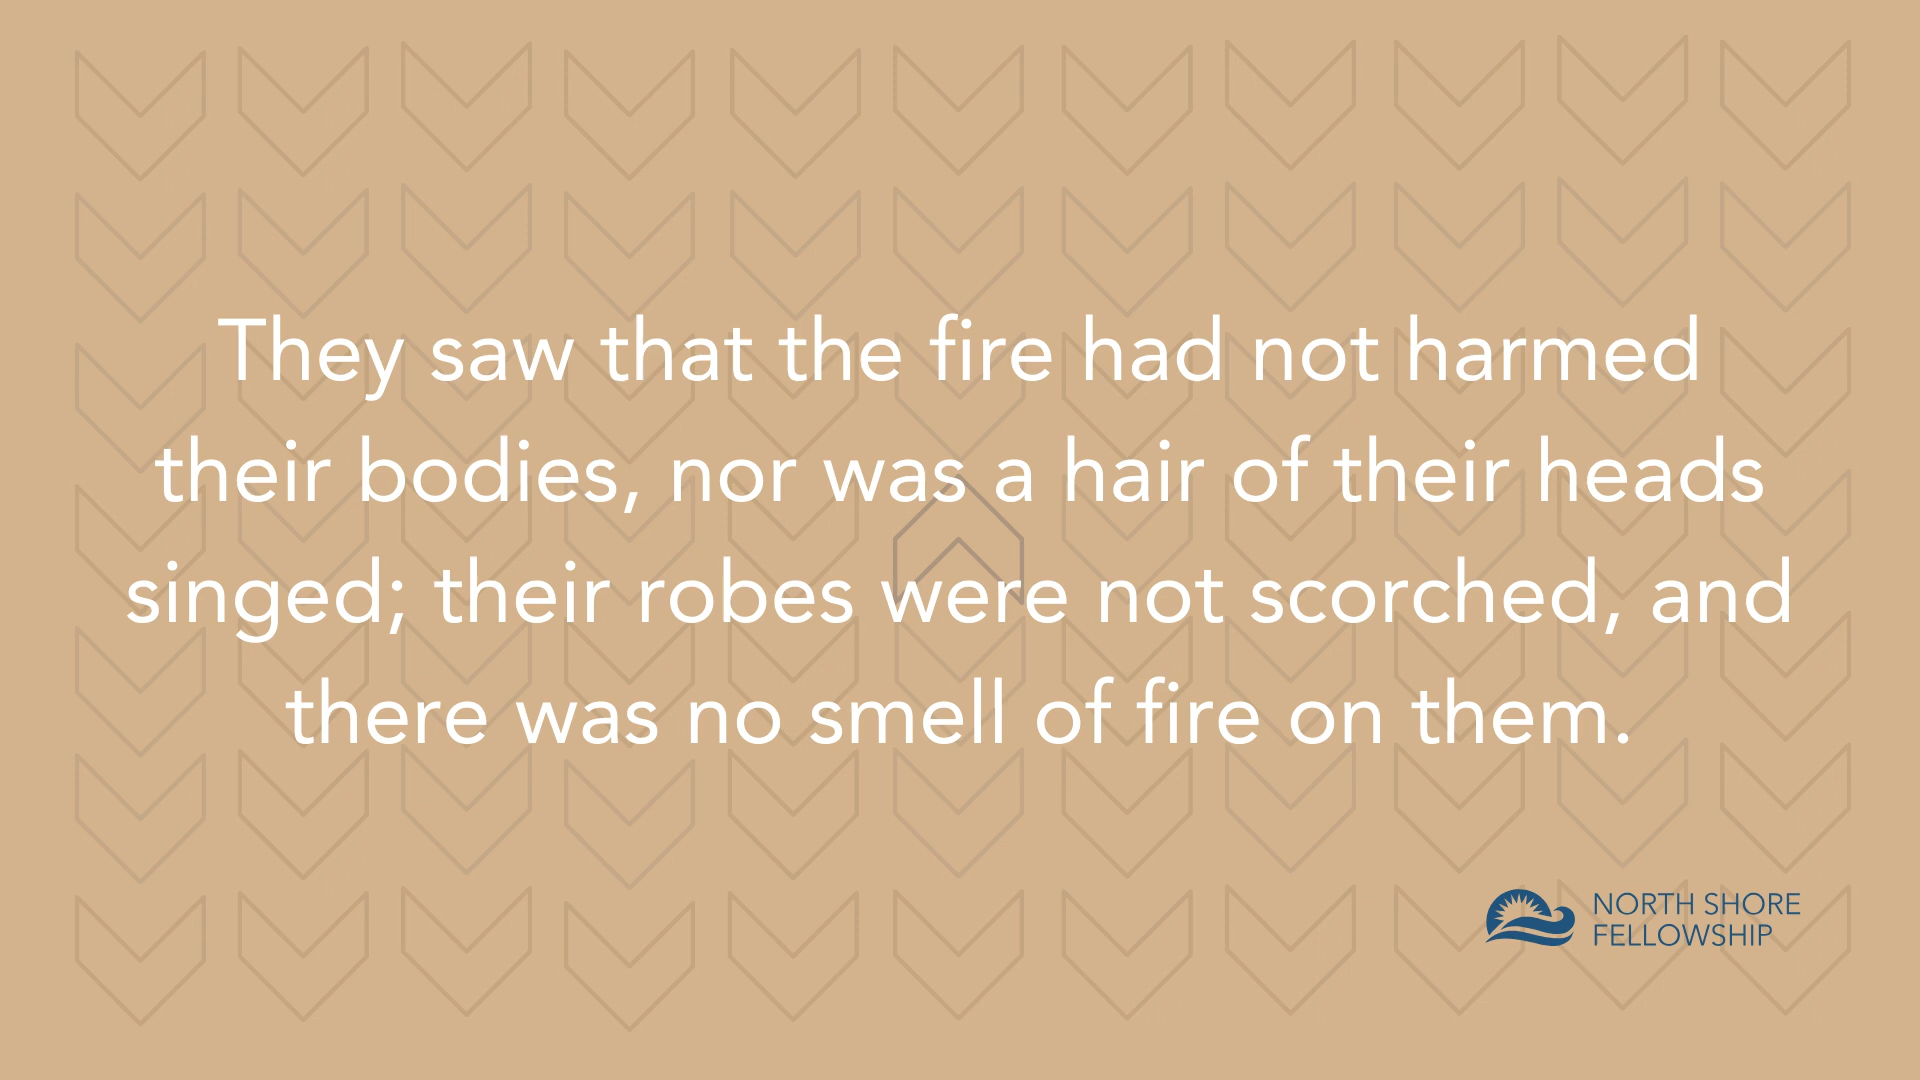 They saw that the fire had not harmed
their bodies, nor was a hair of their heads
singed; their robes were not scorched, and
there was no smell of fire on them.
NORTH SHORE
FELLOWSHIP